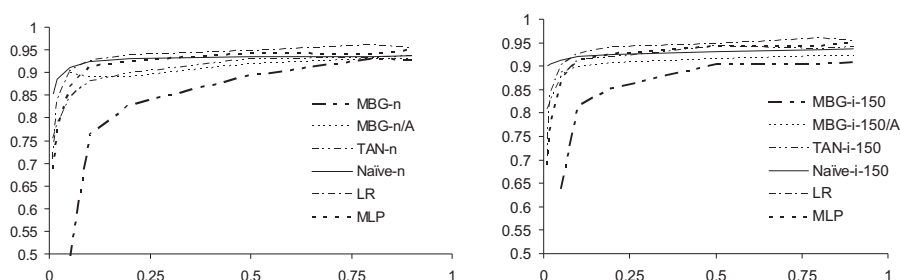 1
0.95
0.9
0.85
0.8
0.75
0.7
0.65
0.6
0.55
0.5
0
0.25
0.5
0.75
1
MBG-n
MBG-n/A
TAN-n
Naïve-n
LR
MLP
1
0.95
0.9
0.85
0.8
0.75
0.7
0.65
0.6
0.55
0.5
0
0.25
0.5
0.75
1
MBG-i-150
MBG-i-150/A
TAN-i-150
Naïve-i-150
LR
MLP